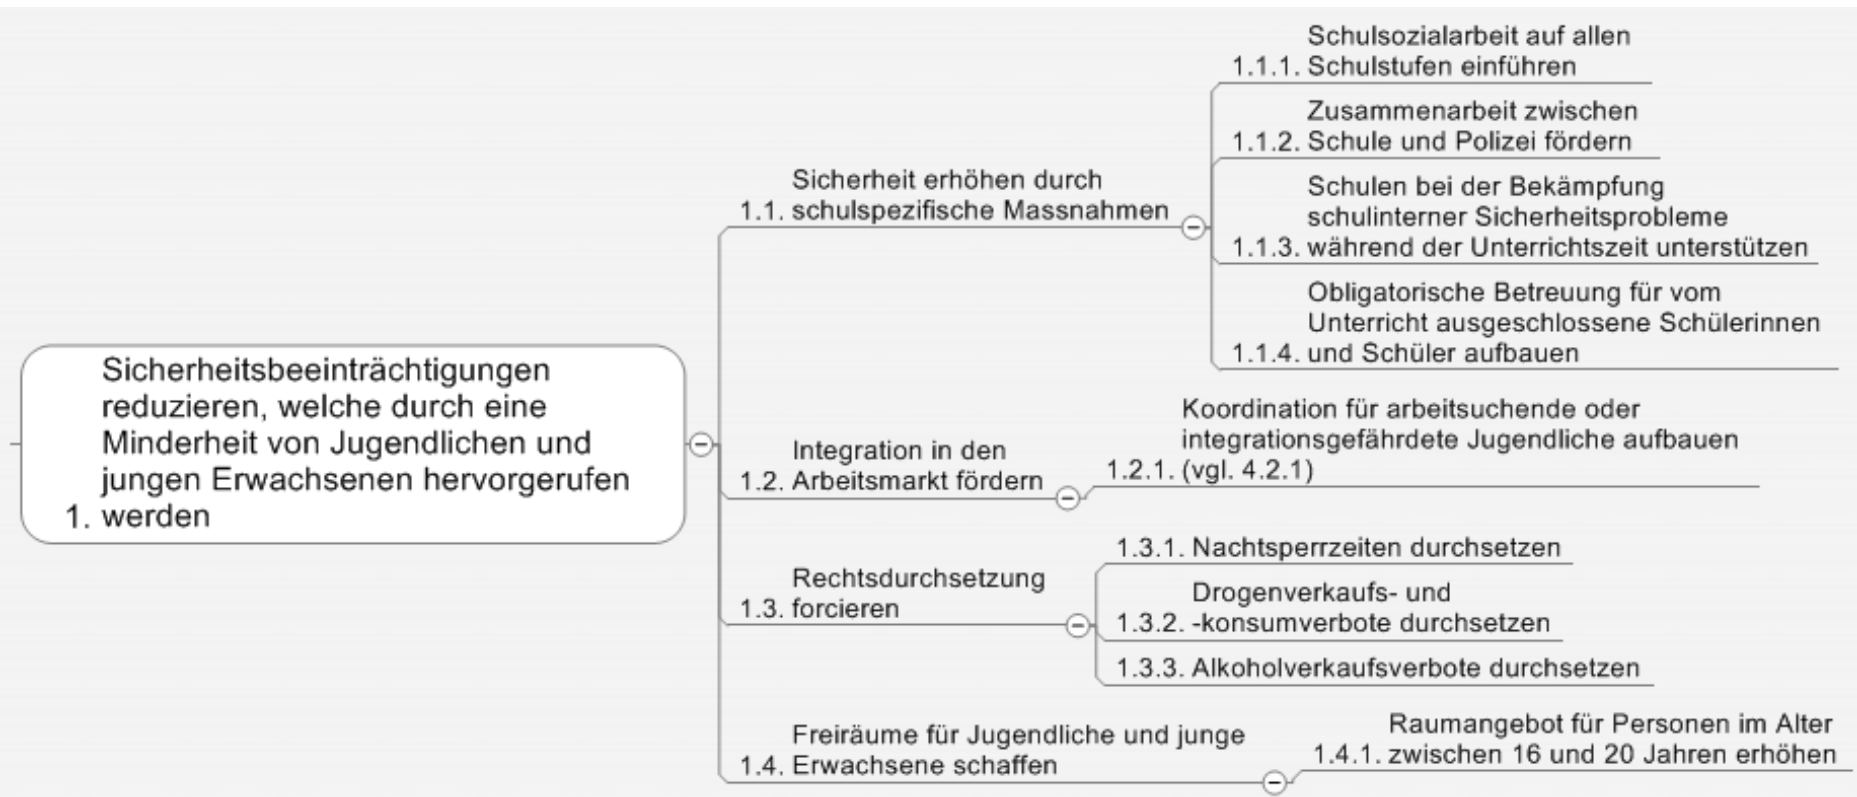 Sicherheitsbeeinträchtigungen
reduzieren, welche durch eine
Minderheit von Jugendlichen und
jungen Erwachsenen hervorgerufen
1. werden
Sicherheit erhöhen durch
1.1. schulspezifische Massnahmen
Schulsozialarbeit auf allen
1.1.1. Schulstufen einführen
Zusammenarbeit zwischen
1.1.2. Schule und Polizei fördern
Schulen bei der Bekämpfung
schulinterner Sicherheitsprobleme
1.1.3. während der Unterrichtszeit unterstützen
Obligatorische Betreuung für vom
Unterricht ausgeschlossene Schülerinnen
1.1.4. und Schüler aufbauen
Integration in den
1.2. Arbeitsmarkt fördern
Koordination für arbeitsuchende oder
integrationsgefährdete Jugendliche aufbauen
1.2.1. (vgl. 4.2.1)
Rechtsdurchsetzung
1.3. forcieren
1.3.1. Nachtsperrzeiten durchsetzen
Drogenverkaufs- und
1.3.2. -konsumverbote durchsetzen
1.3.3. Alkoholverkaufsverbote durchsetzen
Freiräume für Jugendliche und junge
1.4. Erwachsene schaffen
Raumangebot für Personen im Alter
1.4.1. zwischen 16 und 20 Jahren erhöhen